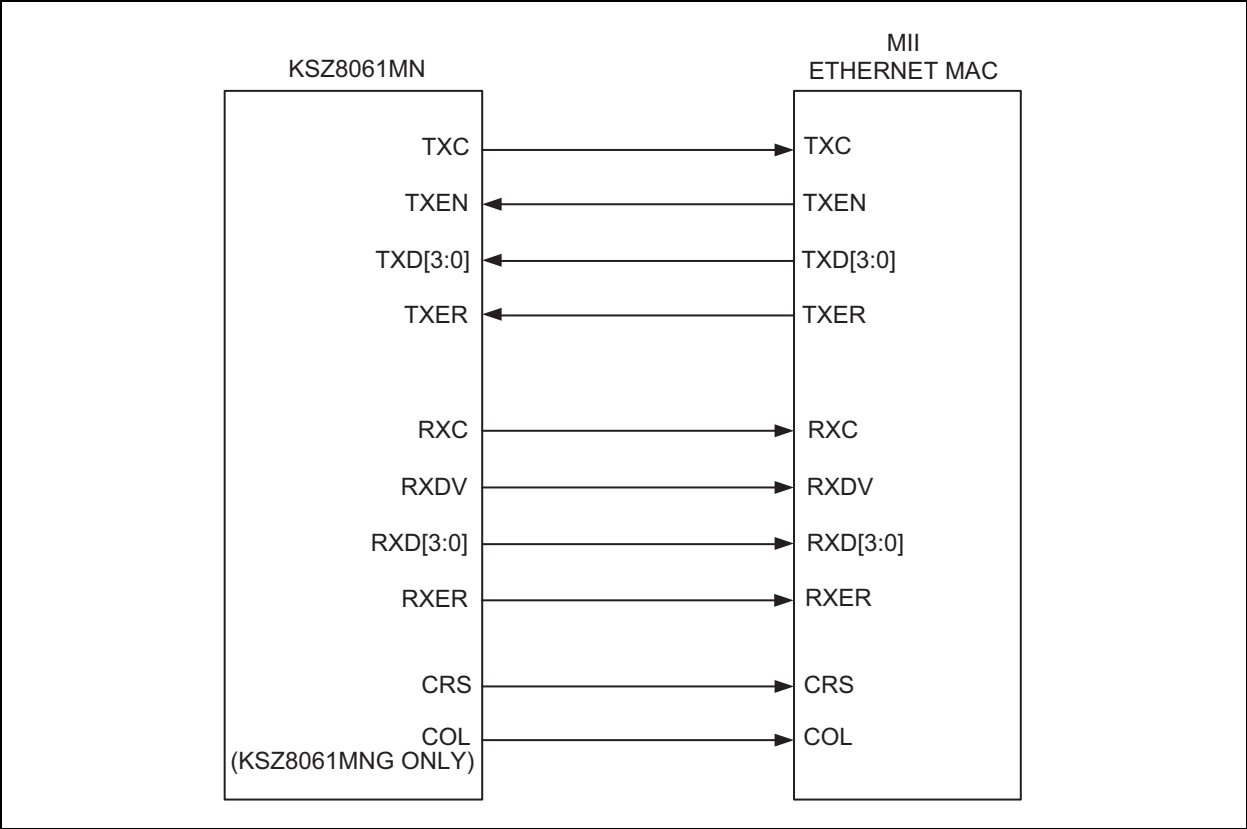 KSZ8061MN
MII
ETHERNET MAC
TXC
TXC
TXEN
TXEN
TXD[3:0]
TXD[3:0]
TXER
TXER
RXC
RXC
RXDV
RXDV
RXD[3:0]
RXD[3:0]
RXER
RXER
CRS
CRS
COL
COL
(KSZ8061MNG ONLY)